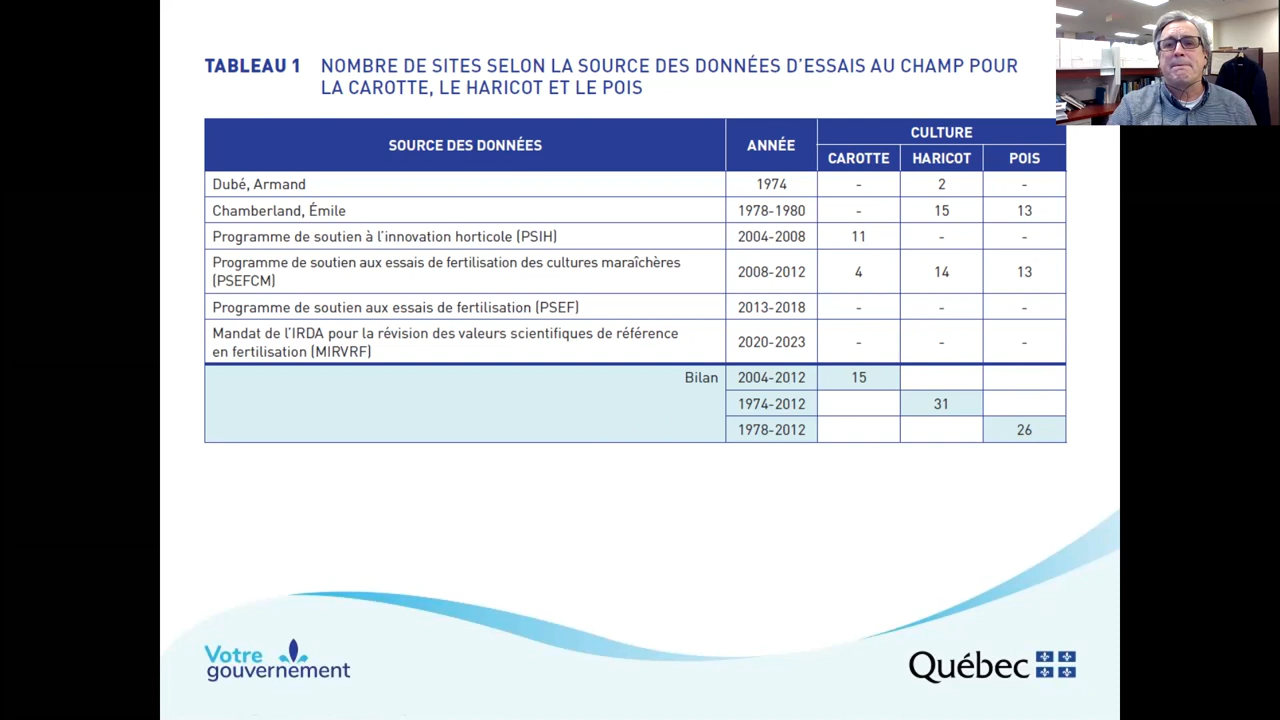 TABLEAU 1 NOMBRE DE SITES SELON LA SOURCE DES DONNÉES D'ESSAIS AU CHAMP POUR
LA CAROTTE, LE HARICOT ET LE POIS
SOURCE DES DONNÉES ANNÉE CULTURE
CAROTTE HARICOT POIS
Dubé, Armand 1974 - 2 -
Chamberland, Émile 1978-1980 - 15 13
Programme de soutien à l'innovation horticole (PSIH) 2004-2008 11 - -
Programme de soutien aux essais de fertilisation des cultures maraîchères
(PSEFCM) 2008-2012 4 14 13
Programme de soutien aux essais de fertilisation (PSEF) 2013-2018 - - -
Mandat de l'IRDA pour la révision des valeurs scientifiques de référence
en fertilisation (MIRVRF) 2020-2023 - - -
Bilan 2004-2012 15
1974-2012 31
1978-2012 26
Votre
gouvernement
Québec